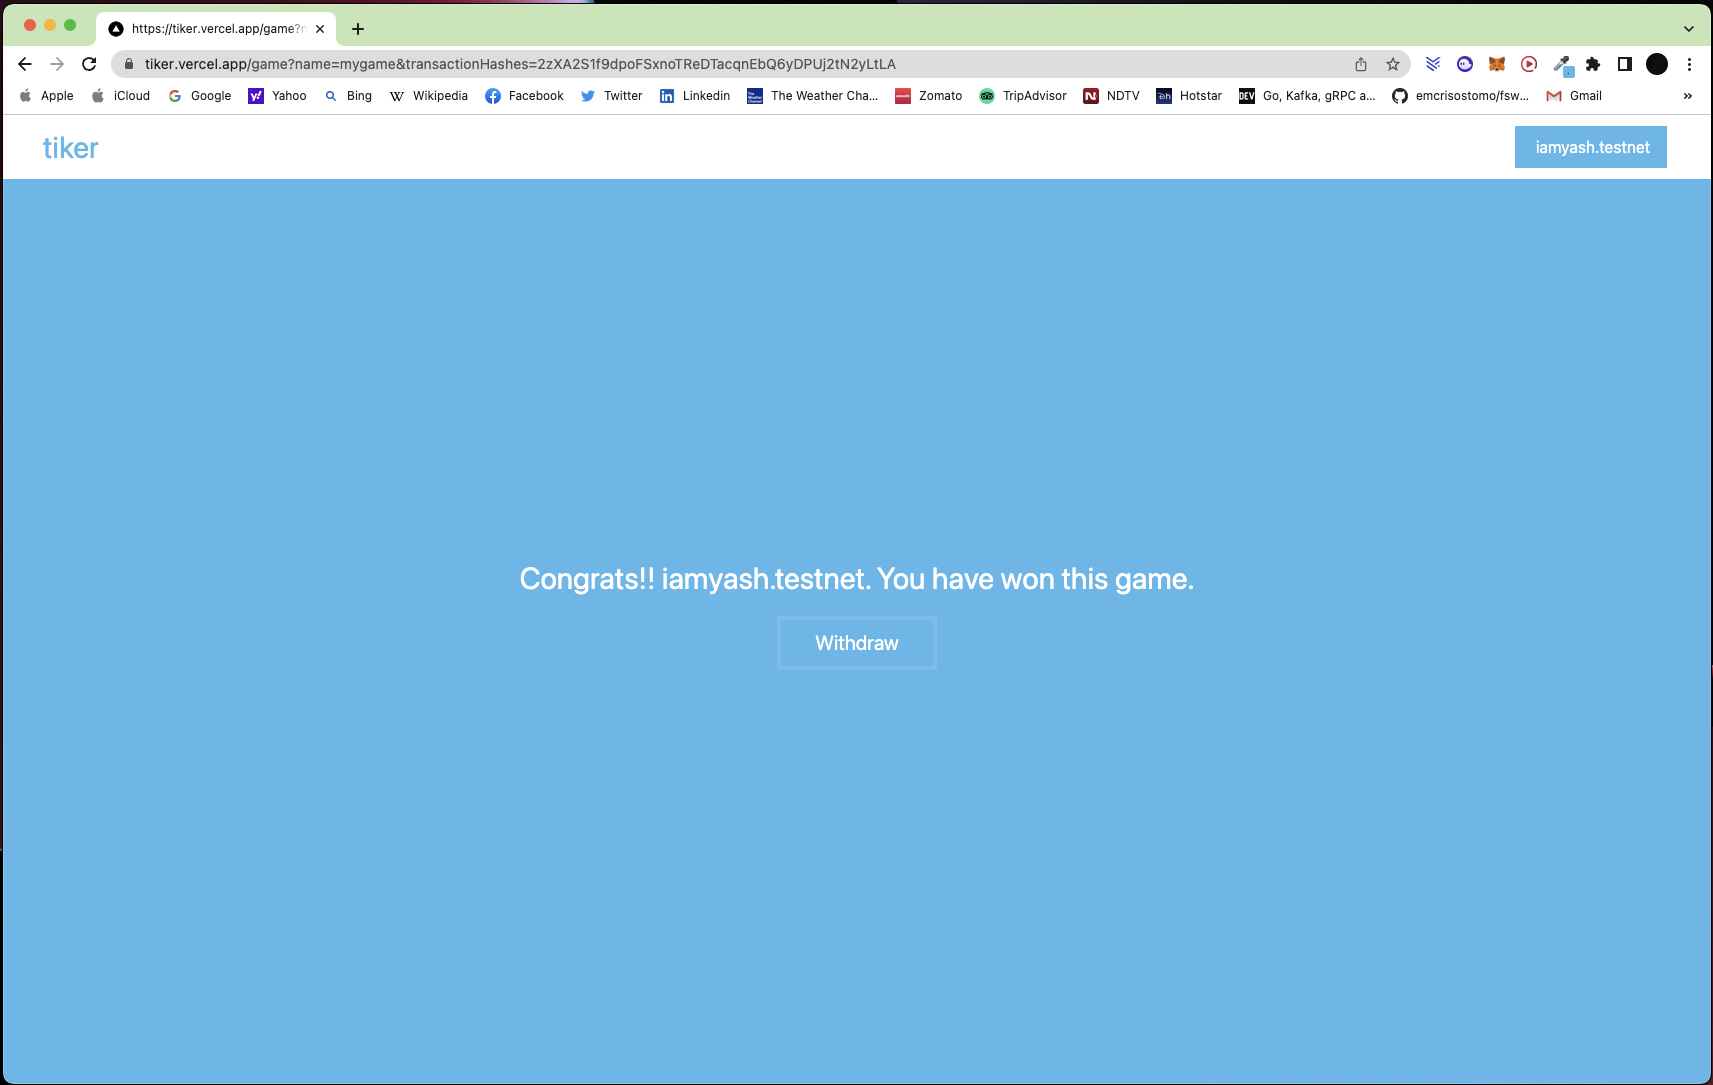 https://tiker.vercel.app/game?n
tiker.vercel.app/game?name=mygame&transactionHashes=2zXA2S1f9dpoFSxnoTReDTacqnEbQ6yDPUj2tN2yLtLA
Apple iCloud Google Yahoo Bing Wikipedia Facebook Twitter Linkedin The Weather Cha... Zomato TripAdvisor NDTV DEV Go, Kafka, gRPC a... emcrisostomo/fsw... Gmail Hotstar
tiker
iamyash.testnet
Congrats!! iamyash.testnet. You have won this game.
Withdraw